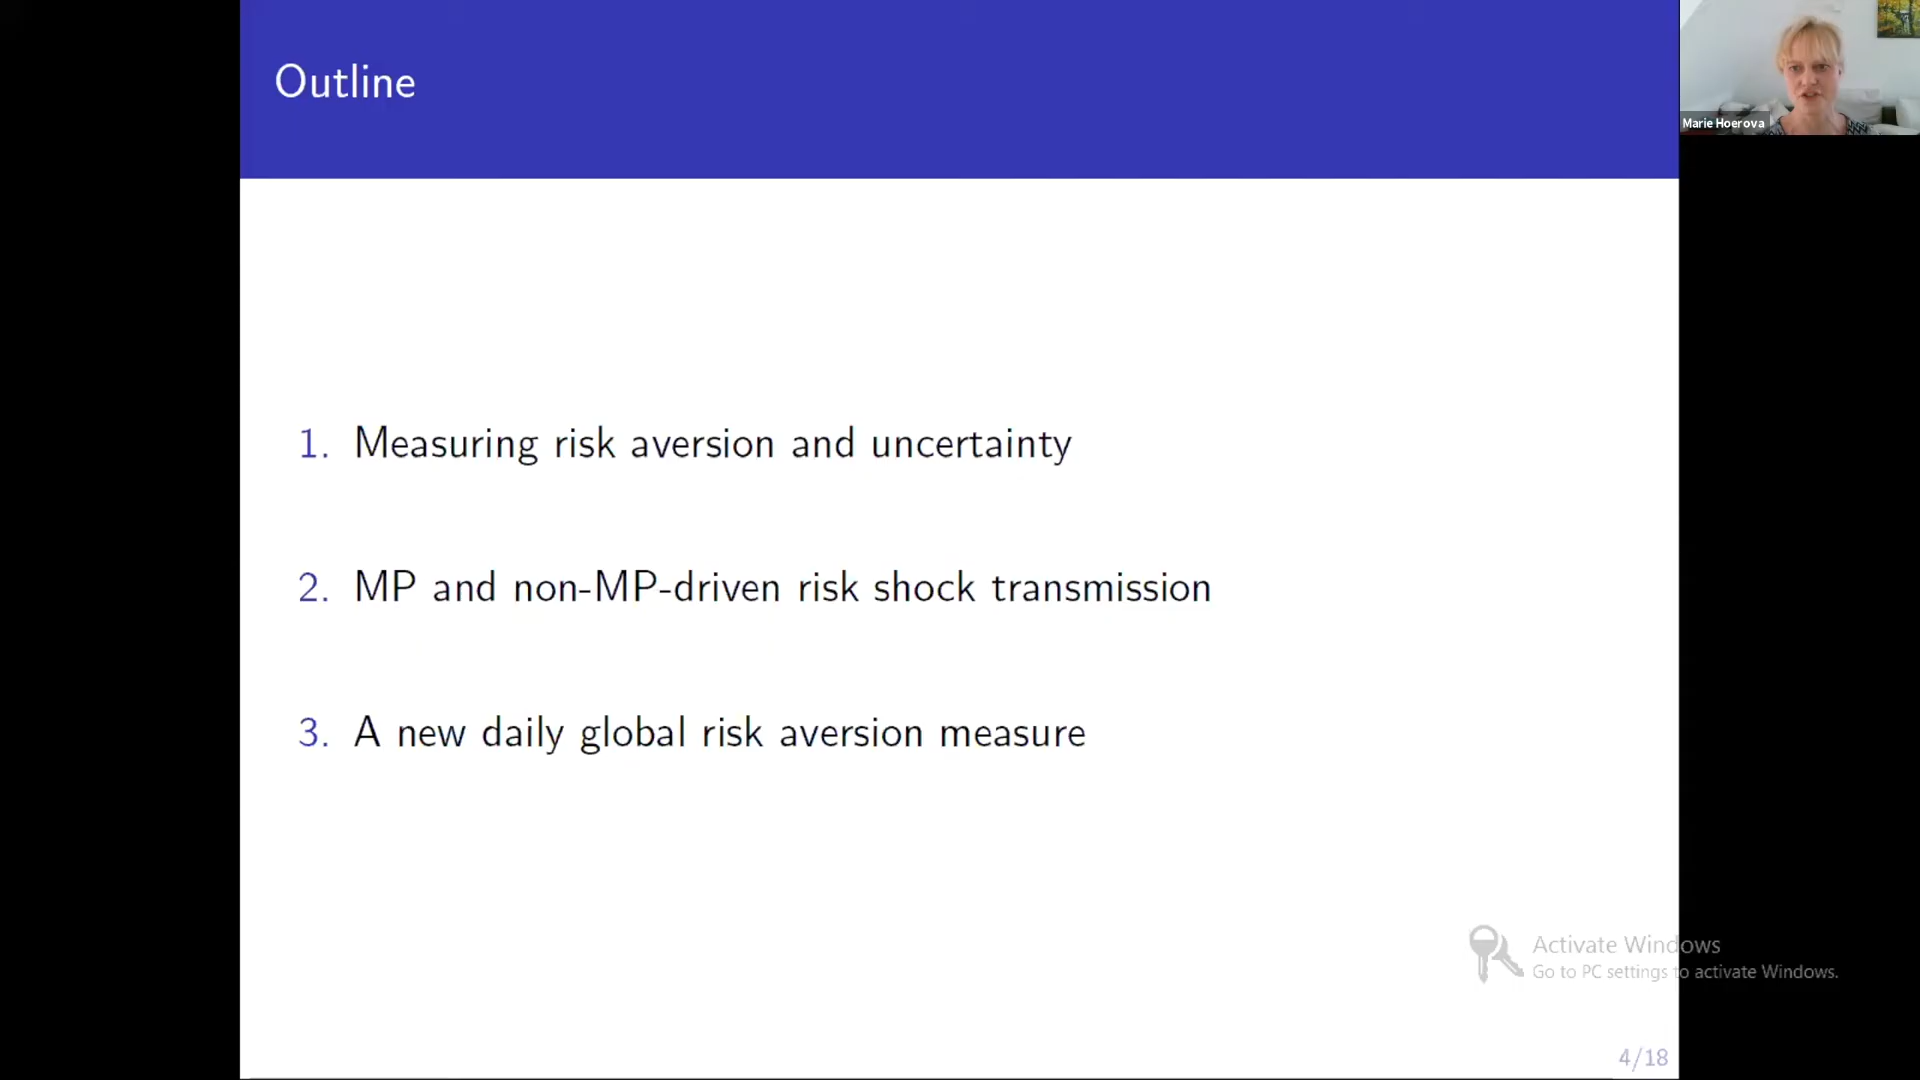 Outline
Marie Hoerova
1. Measuring risk aversion and uncertainty
2. MP and non-MP-driven risk shock transmission
3. A new daily global risk aversion measure
Activate Windows
Go to PC settings to activate Windows.
4/18